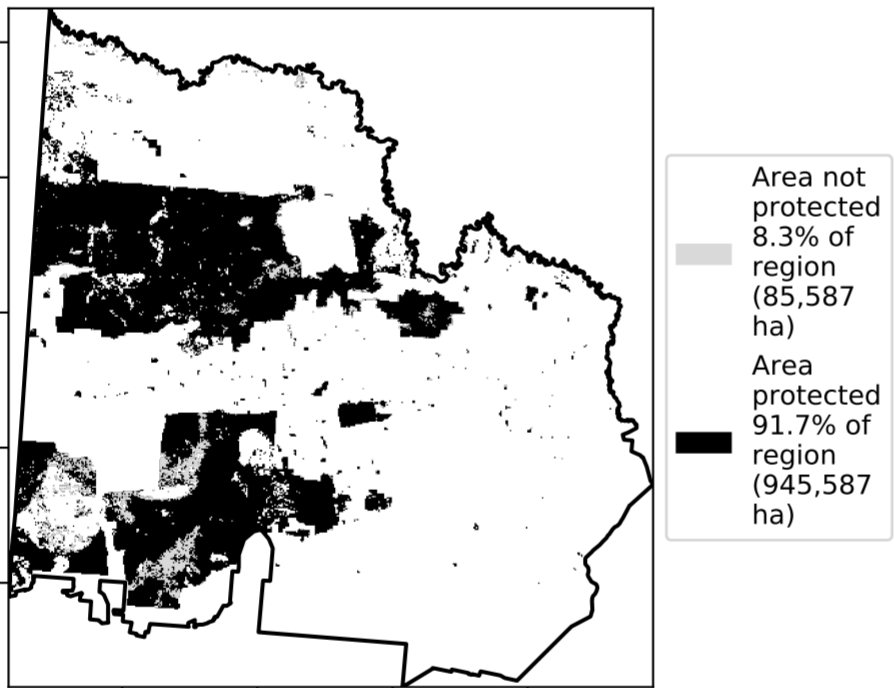 Area not
protected
8.3% of
region
(85,587
ha)
Area
protected
91.7% of
region
(945,587
ha)